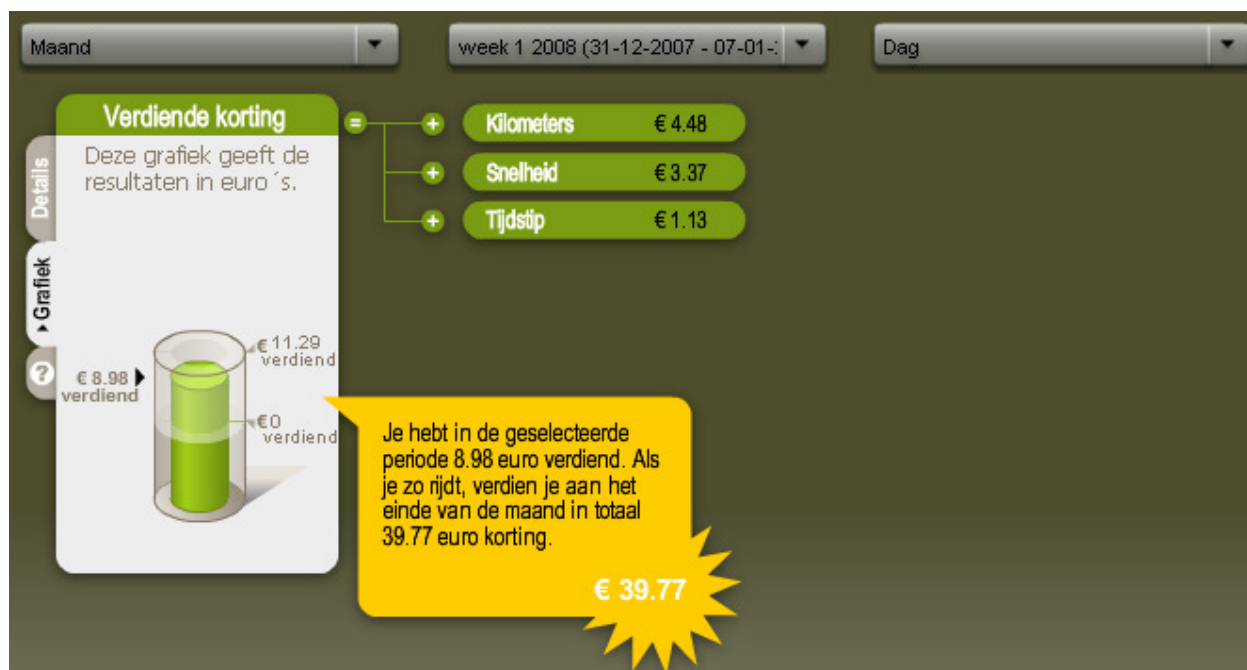 Maand
week 1 2008 (31-12-2007 - 07-01-
Dag
Verdiende korting
=
Deze grafiek geeft de
resultaten in euro´s.
Details
Grafiek
?
+ Kilometers € 4.48
+ Snelheid € 3.37
+ Tijdstip € 1.13
€ 11.29
verdiend
€ 8.98
verdiend
€0
verdiend
Je hebt in de geselecteerde
periode 8.98 euro verdiend. Als
je zo rijdt, verdien je aan het
einde van de maand in totaal
39.77 euro korting.
€ 39.77